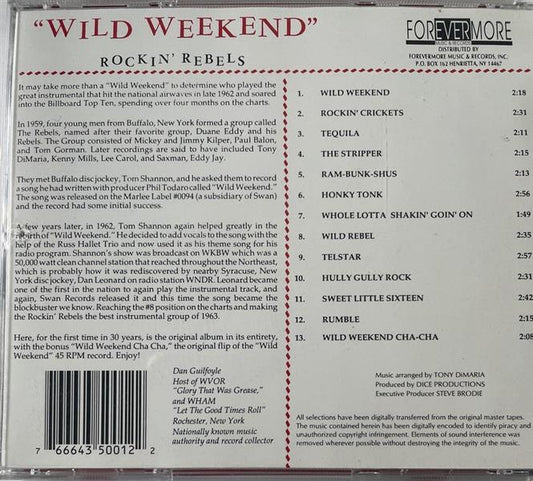 "WILD WEEKEND"
ROCKIN' REBELS
FOREVERMORE
MUSIC & RECORDS
DISTRIBUTED BY
FOREVERMORE MUSIC & RECORDS, INC.
P.O. BOX 162 HENRIETTA, NY 14467
It may take more than a "Wild Weekend" to determine who played the
great instrumental that hit the national airwaves in late 1962 and soared
into the Billboard Top Ten, spending over four months on the charts.
In 1959, four young men from Buffalo, New York formed a group called
The Rebels, named after their favorite group, Duane Eddy and his
Rebels. The Group consisted of Mickey and Jimmy Kilper, Paul Balon,
and Tom Gorman. Later recordings are said to have included Tony
DiMaria, Kenny Mills, Lee Carol, and Saxman, Eddy Jay.
They met Buffalo disc jockey, Tom Shannon, and he asked them to record
a song he had written with producer Phil Todaro called "Wild Weekend."
The song was released on the Marlee Label #0094 (a subsidary of Swan)
and the record had some initial success.
A few years later, in 1962, Tom Shannon again helped greatly in the
of "Wild Weekend." He decided to add vocals to the song with the
help of the Russ Hallet Trio and now used it as his theme song for his
radio program. Shannon's show was broadcast on WKBW which was a
50,000 watt clean channel station that reached throughout the Northeast,
which is probably how it was rediscovered by nearby Syracuse, New
York disc jockey, Dan Leonard on radio station WNDR. Leonard became
one of the first in the nation to again play the instrumental track, and
again, Swan Records released it and this time the song became the
blockbuster we know. Reaching the #8 position on the charts and making
the Rockin' Rebels the best instrumental group of 1963.
Here, for the first time in 30 years, is the original album in its entirety,
with the bonus "Wild Weekend Cha Cha," the original flip of the "Wild
Weekend" 45 RPM record. Enjoy!
Dan Guilfoyle
Host of WVOR
"Glory That Was Grease,"
and WHAM
"Let The Good Times Roll"
Rochester, New York
Nationally known music
authority and record collector
7 66643 50012 2
1. WILD WEEKEND 2:18
2. ROCKIN' CRICKETS 2:31
3. TEQUILA 2:11
4. THE STRIPPER 2:15
5. RAM-BUNK-SHUS 2:13
6. HONKY TONK 2:56
7. WHOLE LOTTA SHAKIN' GOIN' ON 1:49
8. WILD REBEL 2:35
9. TELSTAR 2:57
10. HULLY GULLY ROCK 2:31
11. SWEET LITTLE SIXTEEN 2:42
12. RUMBLE 2:15
13. WILD WEEKEND CHA-CHA 2:08
Music arranged by TONY DiMARIA
Produced by DICE PRODUCTIONS
Executive Producer STEVE BRODIE
All selections have been digitally transferred from the original master tapes.
The music contained herein has been encoded to identify piracy and
unauthorized copyright infringement. Elements of sound interference was
removed wherever possible without destroying the integrity of the music.